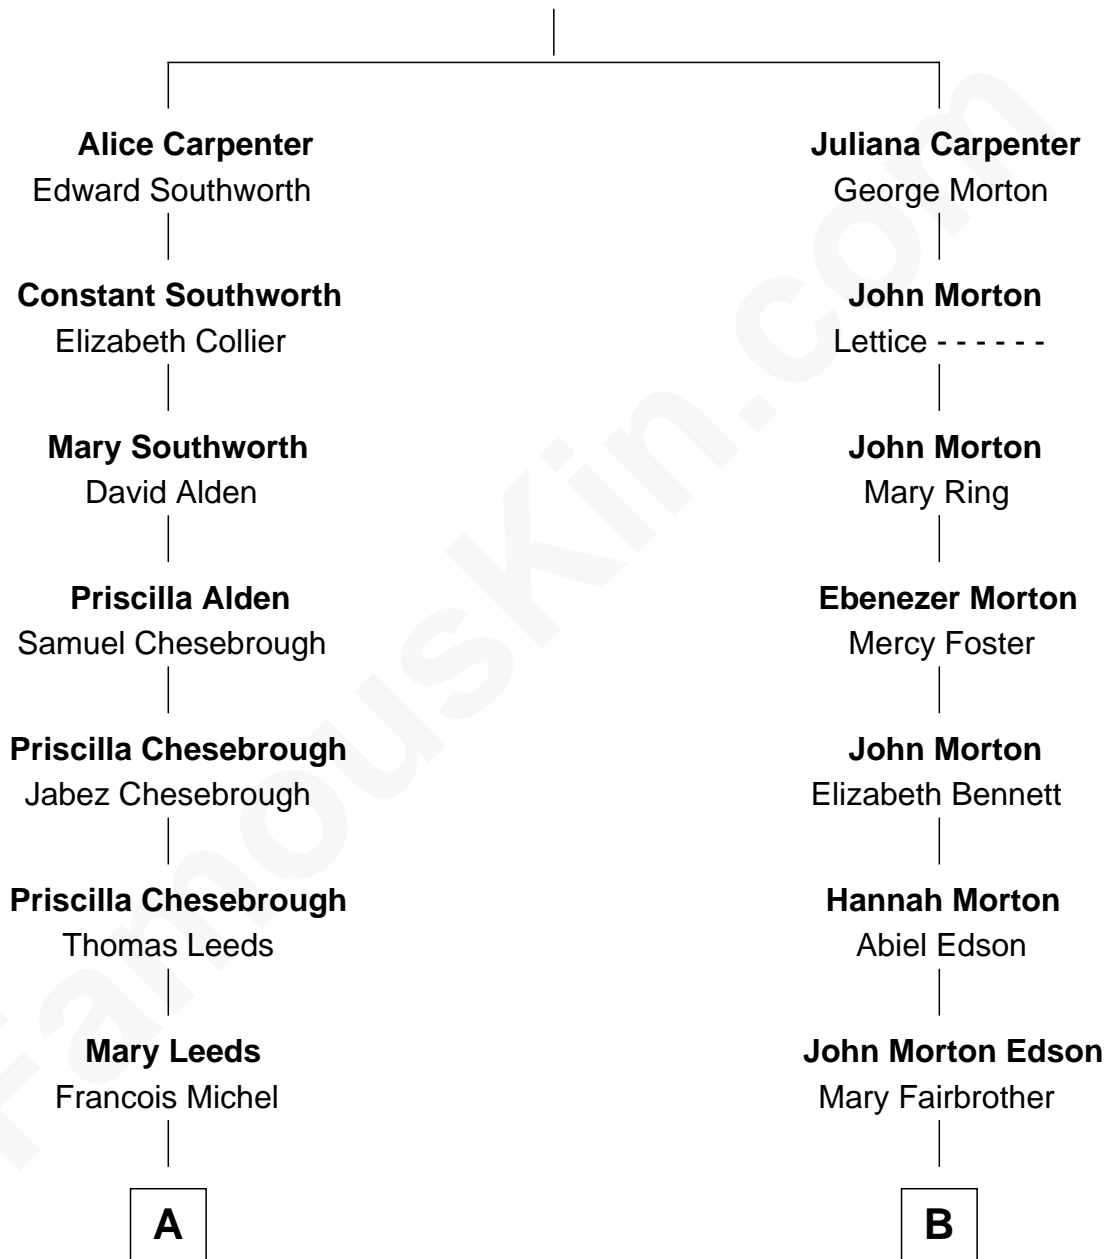 Alice Carpenter
Edward Southworth
Constant Southworth
Elizabeth Collier
Mary Southworth
David Alden
Priscilla Alden
Samuel Chesebrough
Priscilla Chesebrough
Jabez Chesebrough
Priscilla Chesebrough
Thomas Leeds
Mary Leeds
Francois Michel
A
Juliana Carpenter
George Morton
John Morton
Lettice - - - - - -
John Morton
Mary Ring
Ebenezer Morton
Mercy Foster
John Morton
Elizabeth Bennett
Hannah Morton
Abiel Edson
John Morton Edson
Mary Fairbrother
B
FamousKin.com